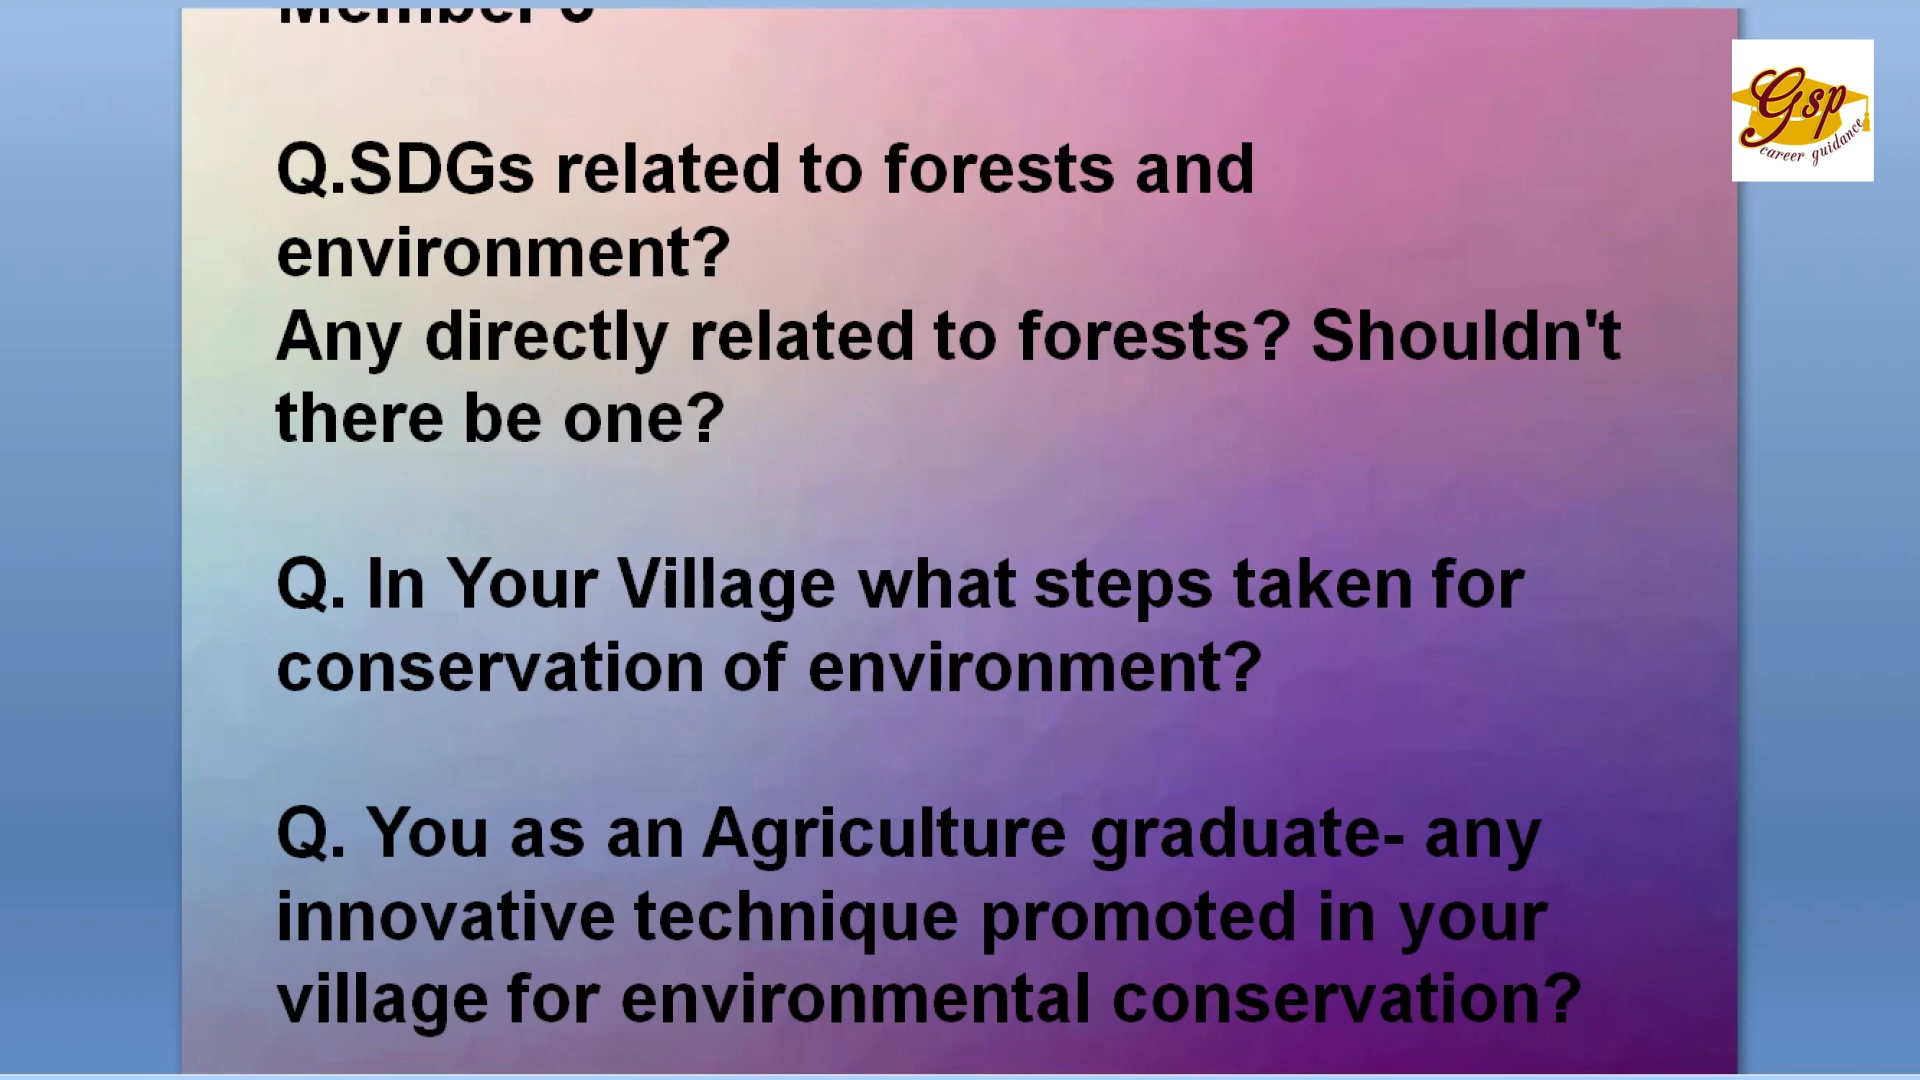 Q.SDGs related to forests and
environment?
Any directly related to forests? Shouldn't
there be one?
Q. In Your Village what steps taken for
conservation of environment?
Q. You as an Agriculture graduate- any
innovative technique promoted in your
village for environmental conservation?
Gsp
career guidance